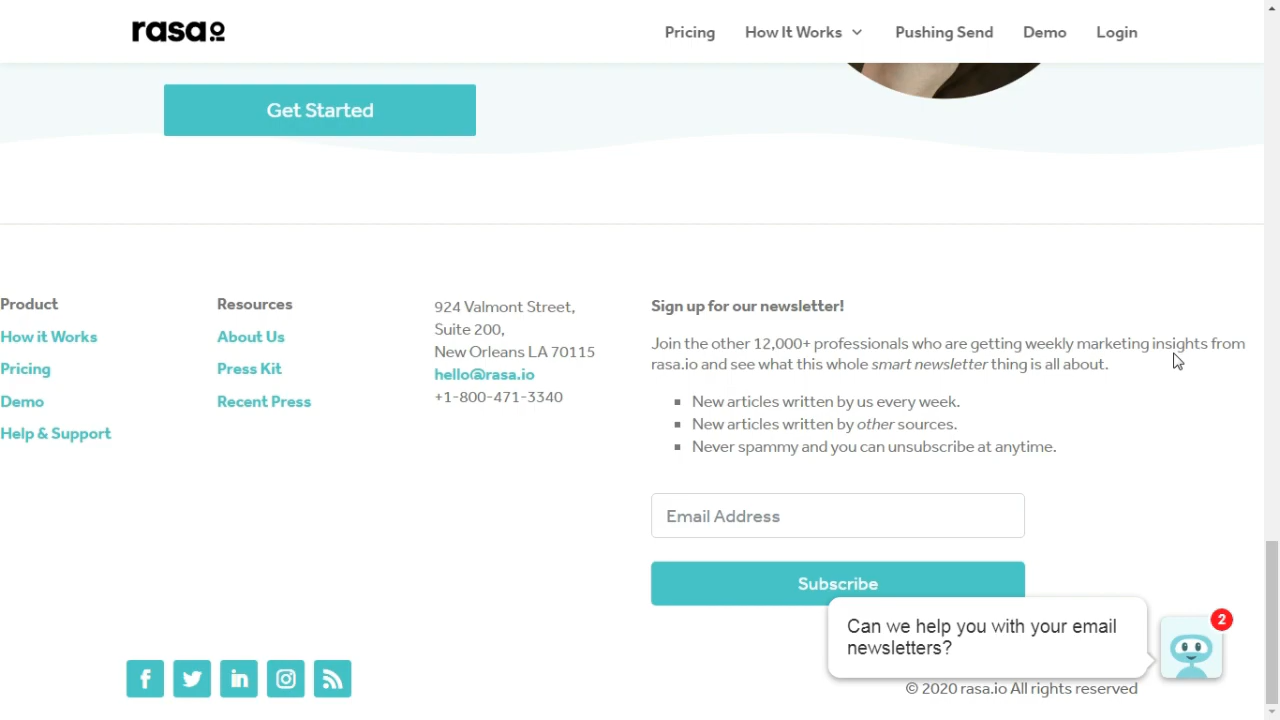 rasa.io
Pricing
How It Works
Pushing Send
Demo
Login
Get Started
Product
How it Works
Pricing
Demo
Help & Support
Resources
About Us
Press Kit
Recent Press
924 Valmont Street,
Suite 200,
New Orleans LA 70115
hello@rasa.io
+1-800-471-3340
Sign up for our newsletter!
Join the other 12,000+ professionals who are getting weekly marketing insights from
rasa.io and see what this whole smart newsletter thing is all about.
New articles written by us every week.
New articles written by other sources.
Never spammy and you can unsubscribe at anytime.
Email Address
Subscribe
Can we help you with your email
newsletters?
2
© 2020 rasa.io All rights reserved